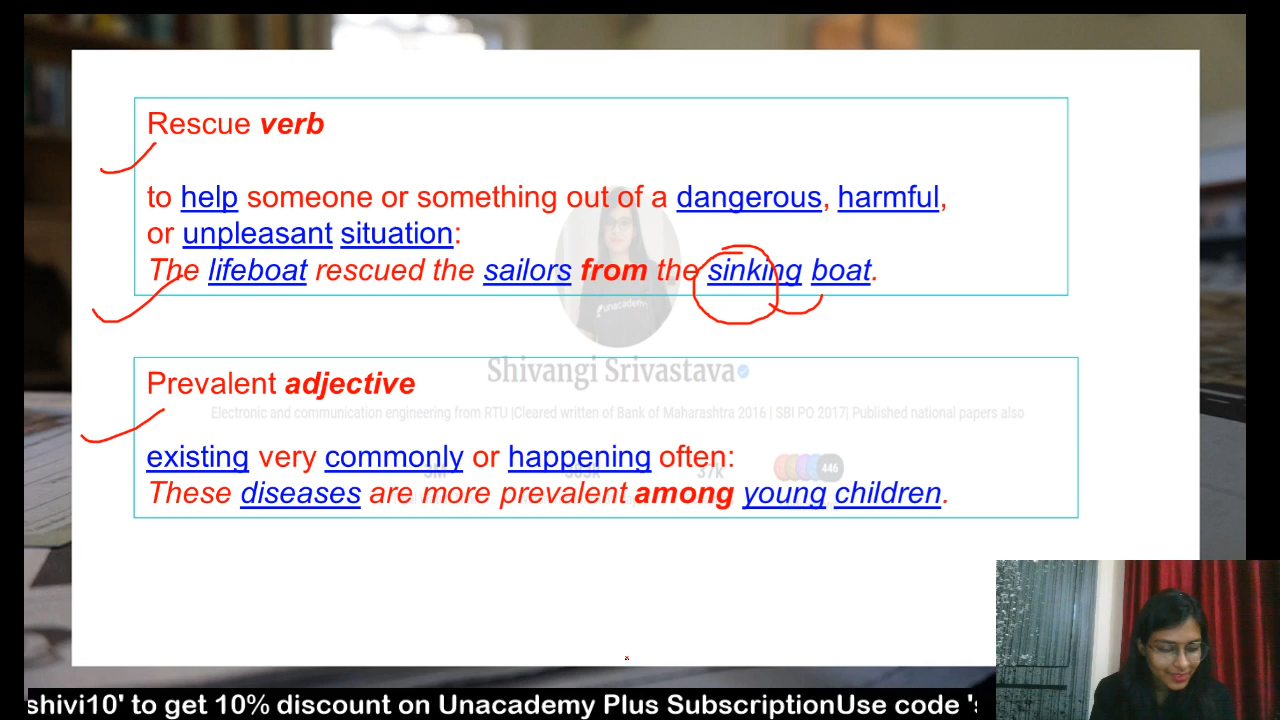 Rescue verb
to help someone or something out of a dangerous, harmful,
or unpleasant situation:
The lifeboat rescued the sailors from the sinking boat.
unacademy
Shivangi Srivastava
Prevalent adjective
Electronic and communication engineering from RTU |Cleared written of Bank of Maharashtra 2016 | SBI PO 2017| Published national papers also
existing very commonly or happening often:
37k
446
These diseases are more prevalent among young children.
shivi10' to get 10% discount on Unacademy Plus SubscriptionUse code '